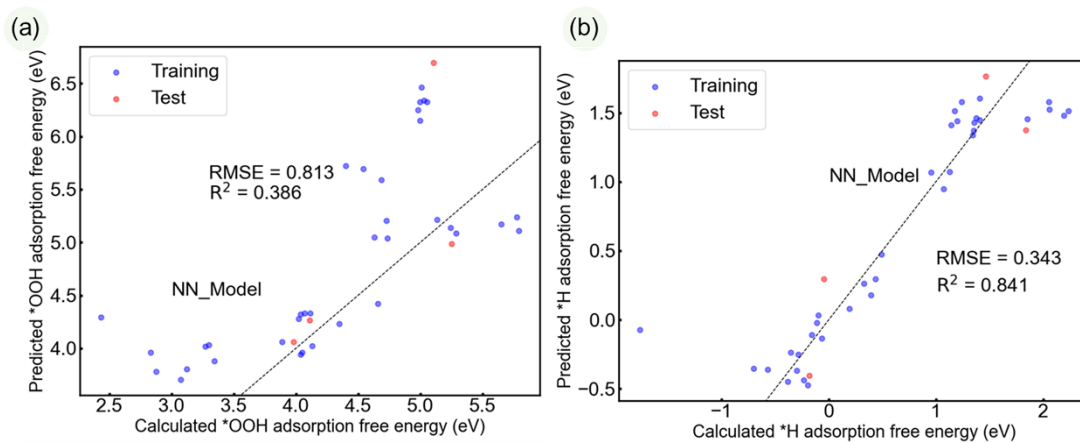 (a)
Training
Test
RMSE = 0.813
R² = 0.386
NN_Model
6.5
6.0
5.5
5.0
4.5
4.0
Predicted *OOH adsorption free energy (eV)
2.5 3.0 3.5 4.0 4.5 5.0 5.5
Calculated *OOH adsorption free energy (eV)
(b)
Training
Test
NN_Model
RMSE = 0.343
R² = 0.841
1.5
1.0
0.5
0.0
−0.5
Predicted *H adsorption free energy (eV)
−1 0 1 2
Calculated *H adsorption free energy (eV)